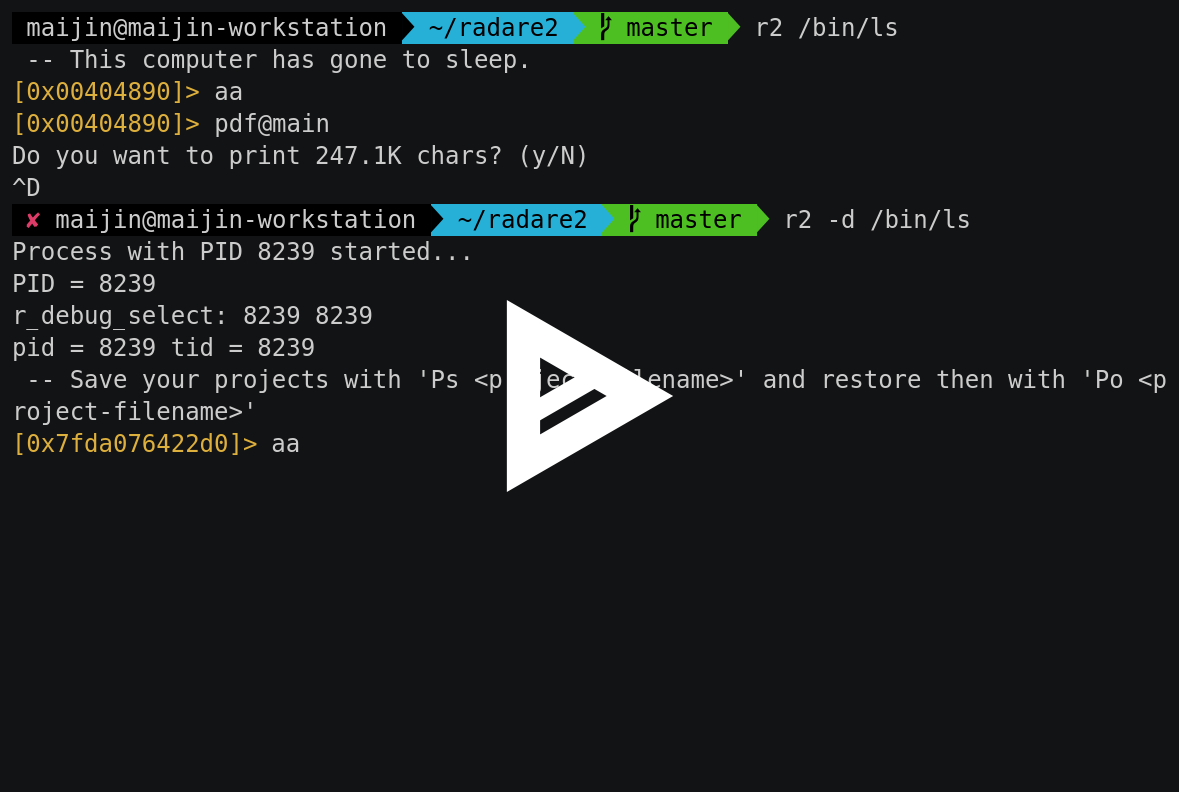 maijin@maijin-workstation ~/radare2 master r2 /bin/ls
-- This computer has gone to sleep.
[0x00404890]> aa
[0x00404890]> pdf@main
Do you want to print 247.1K chars? (y/N)
^D
✘ maijin@maijin-workstation ~/radare2 master r2 -d /bin/ls
Process with PID 8239 started...
PID = 8239
r_debug_select: 8239 8239
pid = 8239 tid = 8239
-- Save your projects with 'Ps and restore then with 'Po <p
roject-filename>'
[0x7fda076422d0]> aa